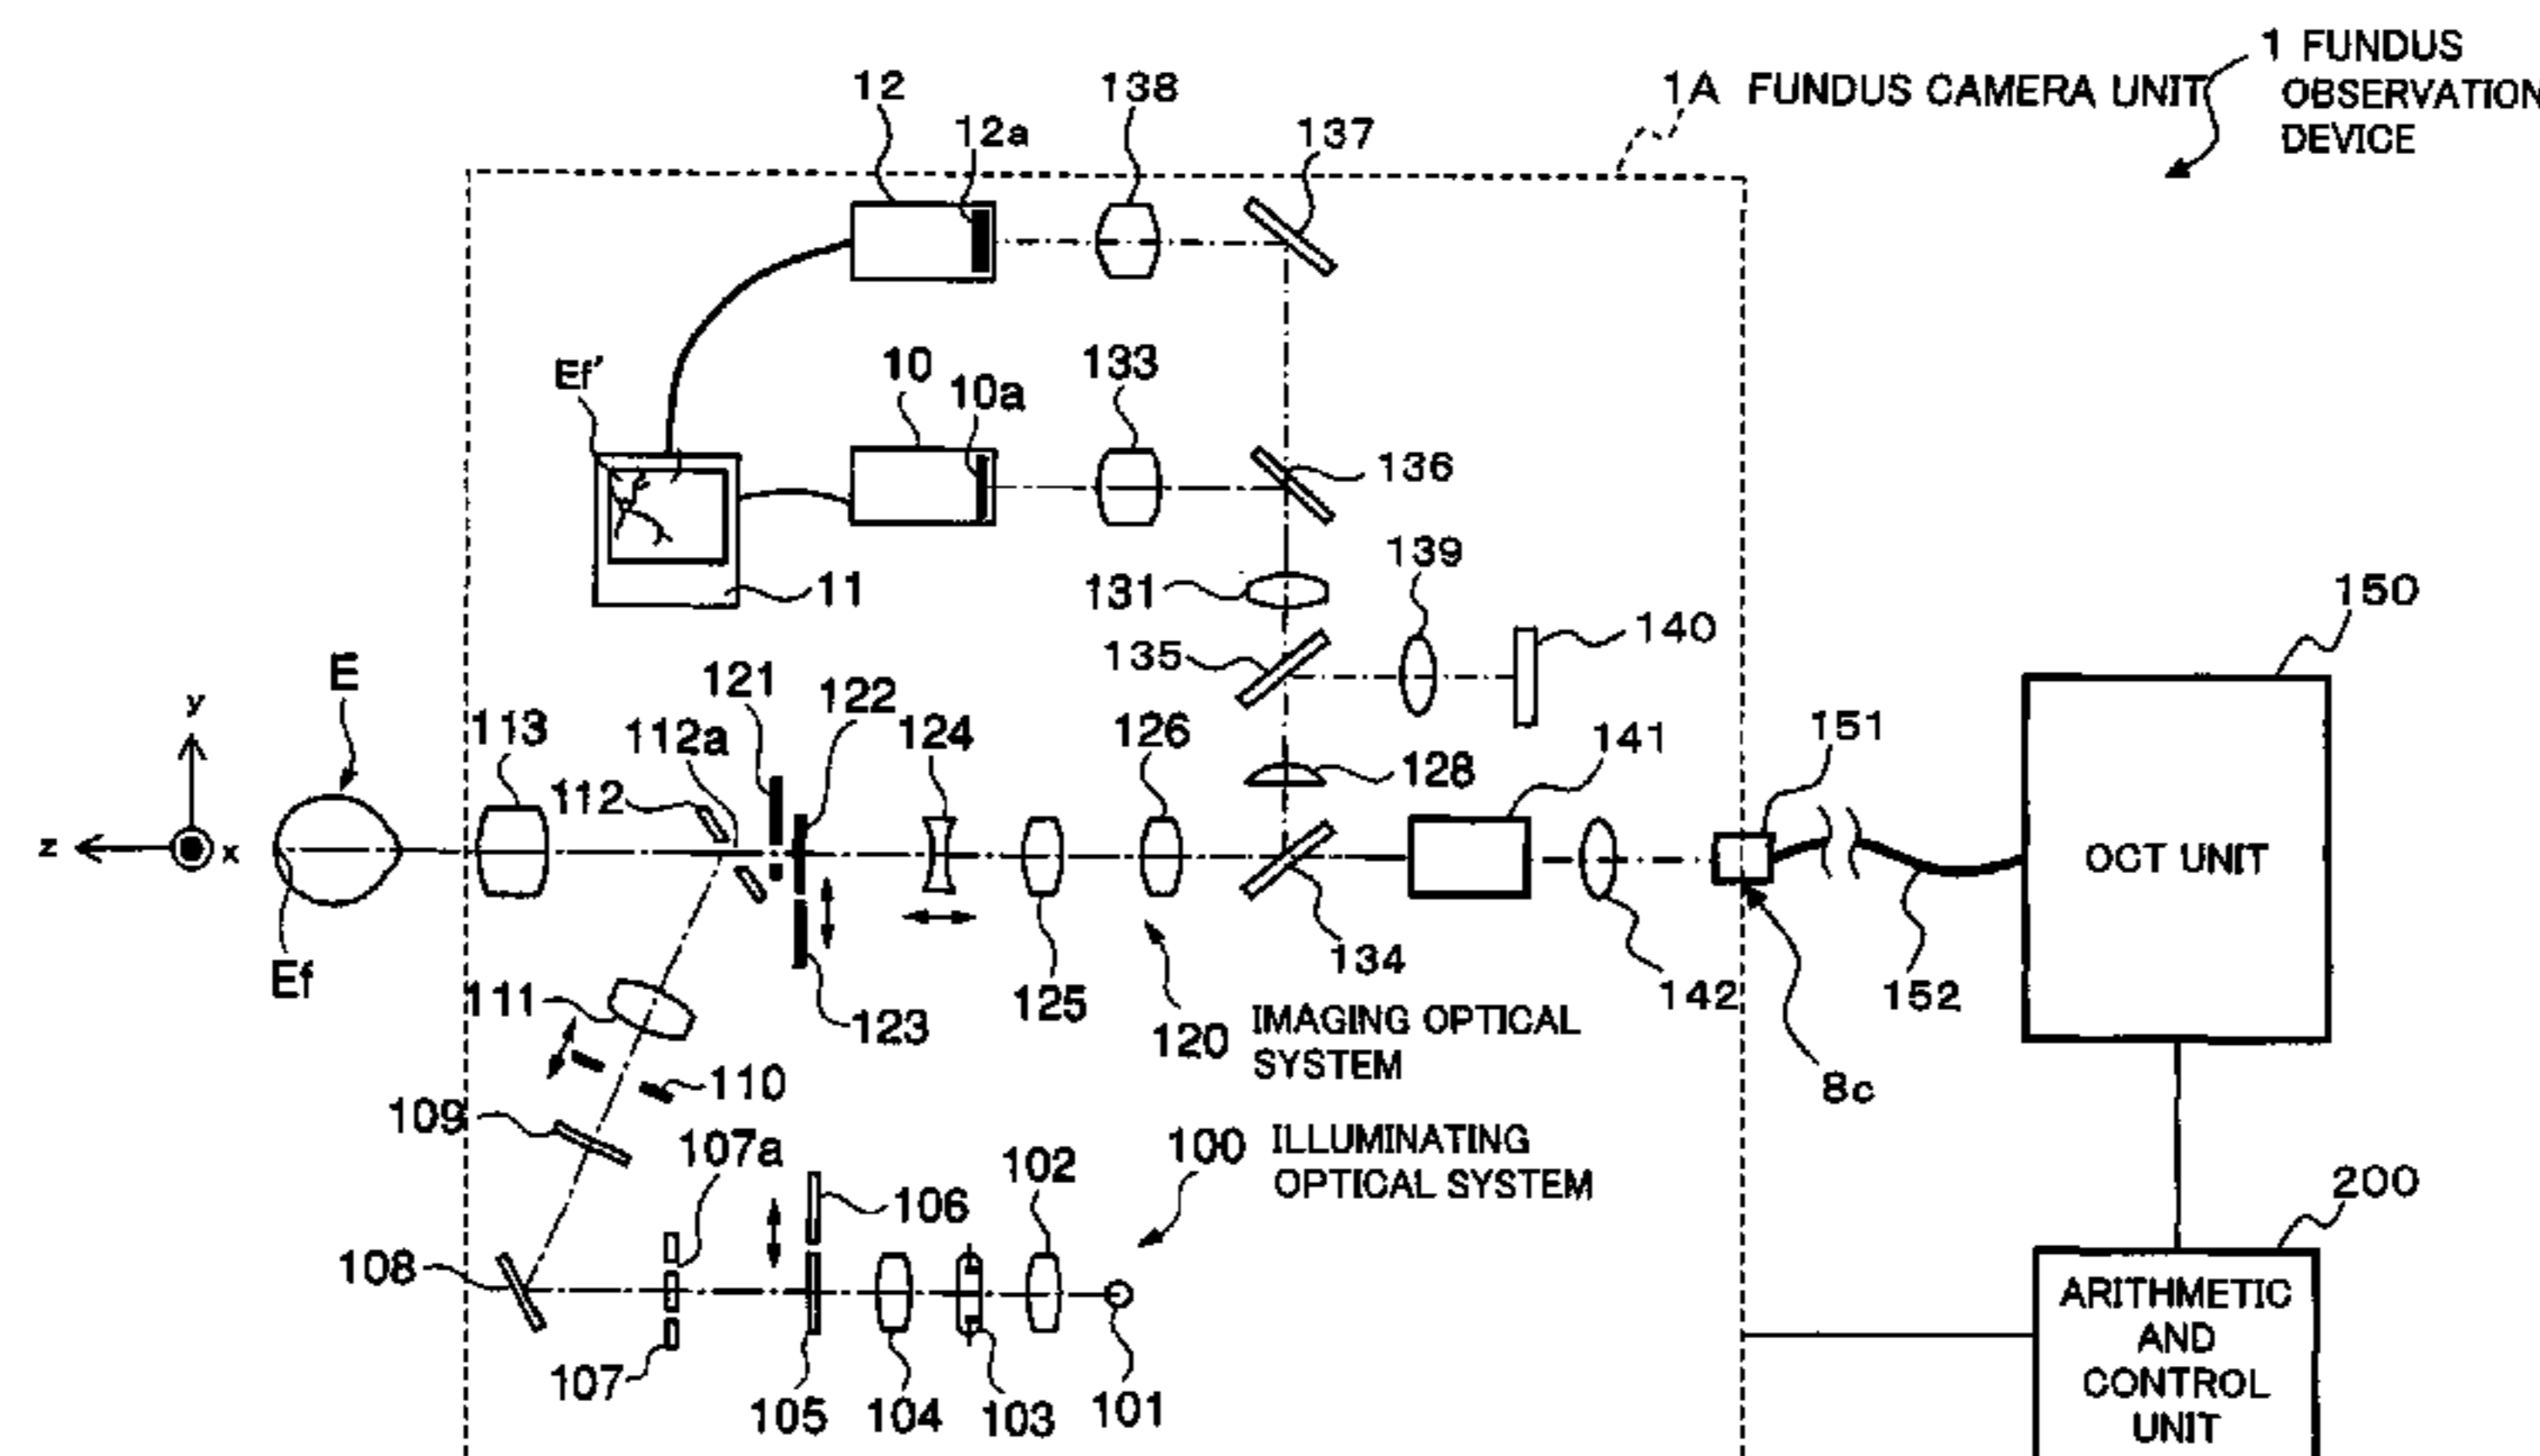 1 FUNDUS
OBSERVATION
DEVICE
1A FUNDUS CAMERA UNIT
12
138
12a
137
Ef'
10
133
10a
136
139
131
11
140
150
135
E
121
122
y
113
112a
124
126
141
151
112
128
z
x
OCT UNIT
134
Ef
111
125
142
152
123
120
IMAGING OPTICAL
SYSTEM
110
8c
109
107a
100
ILLUMINATING
OPTICAL SYSTEM
102
200
106
108
ARITHMETIC
AND
CONTROL
UNIT
107
105
104
103
101